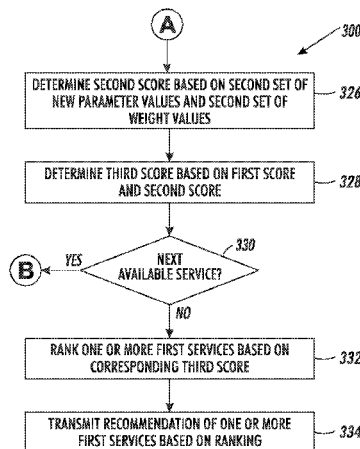 A
300
DETERMINE SECOND SCORE BASED ON SECOND SET OF
NEW PARAMETER VALUES AND SECOND SET OF
WEIGHT VALUES
326
DETERMINE THIRD SCORE BASED ON FIRST SCORE
AND SECOND SCORE
328
330
B
YES
NEXT
AVAILABLE SERVICE?
NO
RANK ONE OR MORE FIRST SERVICES BASED ON
CORRESPONDING THIRD SCORE
332
TRANSMIT RECOMMENDATION OF ONE OR MORE
FIRST SERVICES BASED ON RANKING
334